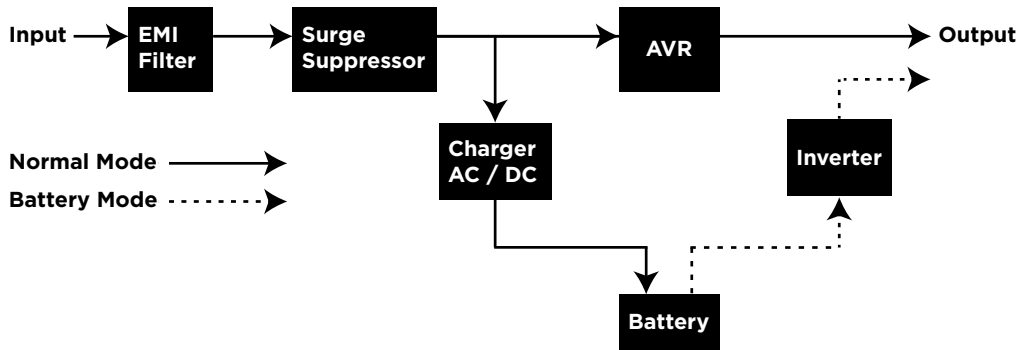 Input
EMI
Filter
Surge
Suppressor
AVR
Output
Charger
AC / DC
Inverter
Normal Mode
Battery Mode
Battery